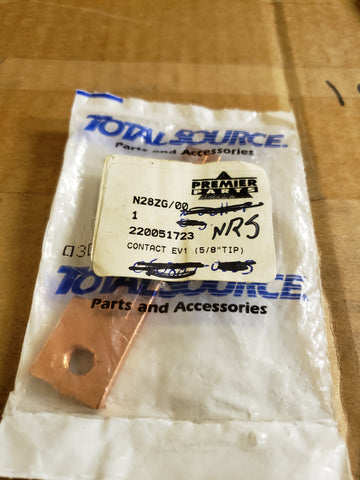 TOTALSOURCE.
Parts and Accessories
PREMIER
PARTS
N28ZG/00
1
220051723
NRS
CONTACT EV1 (5/8"TIP)
TOTALSOURCE.
Parts and Accessories